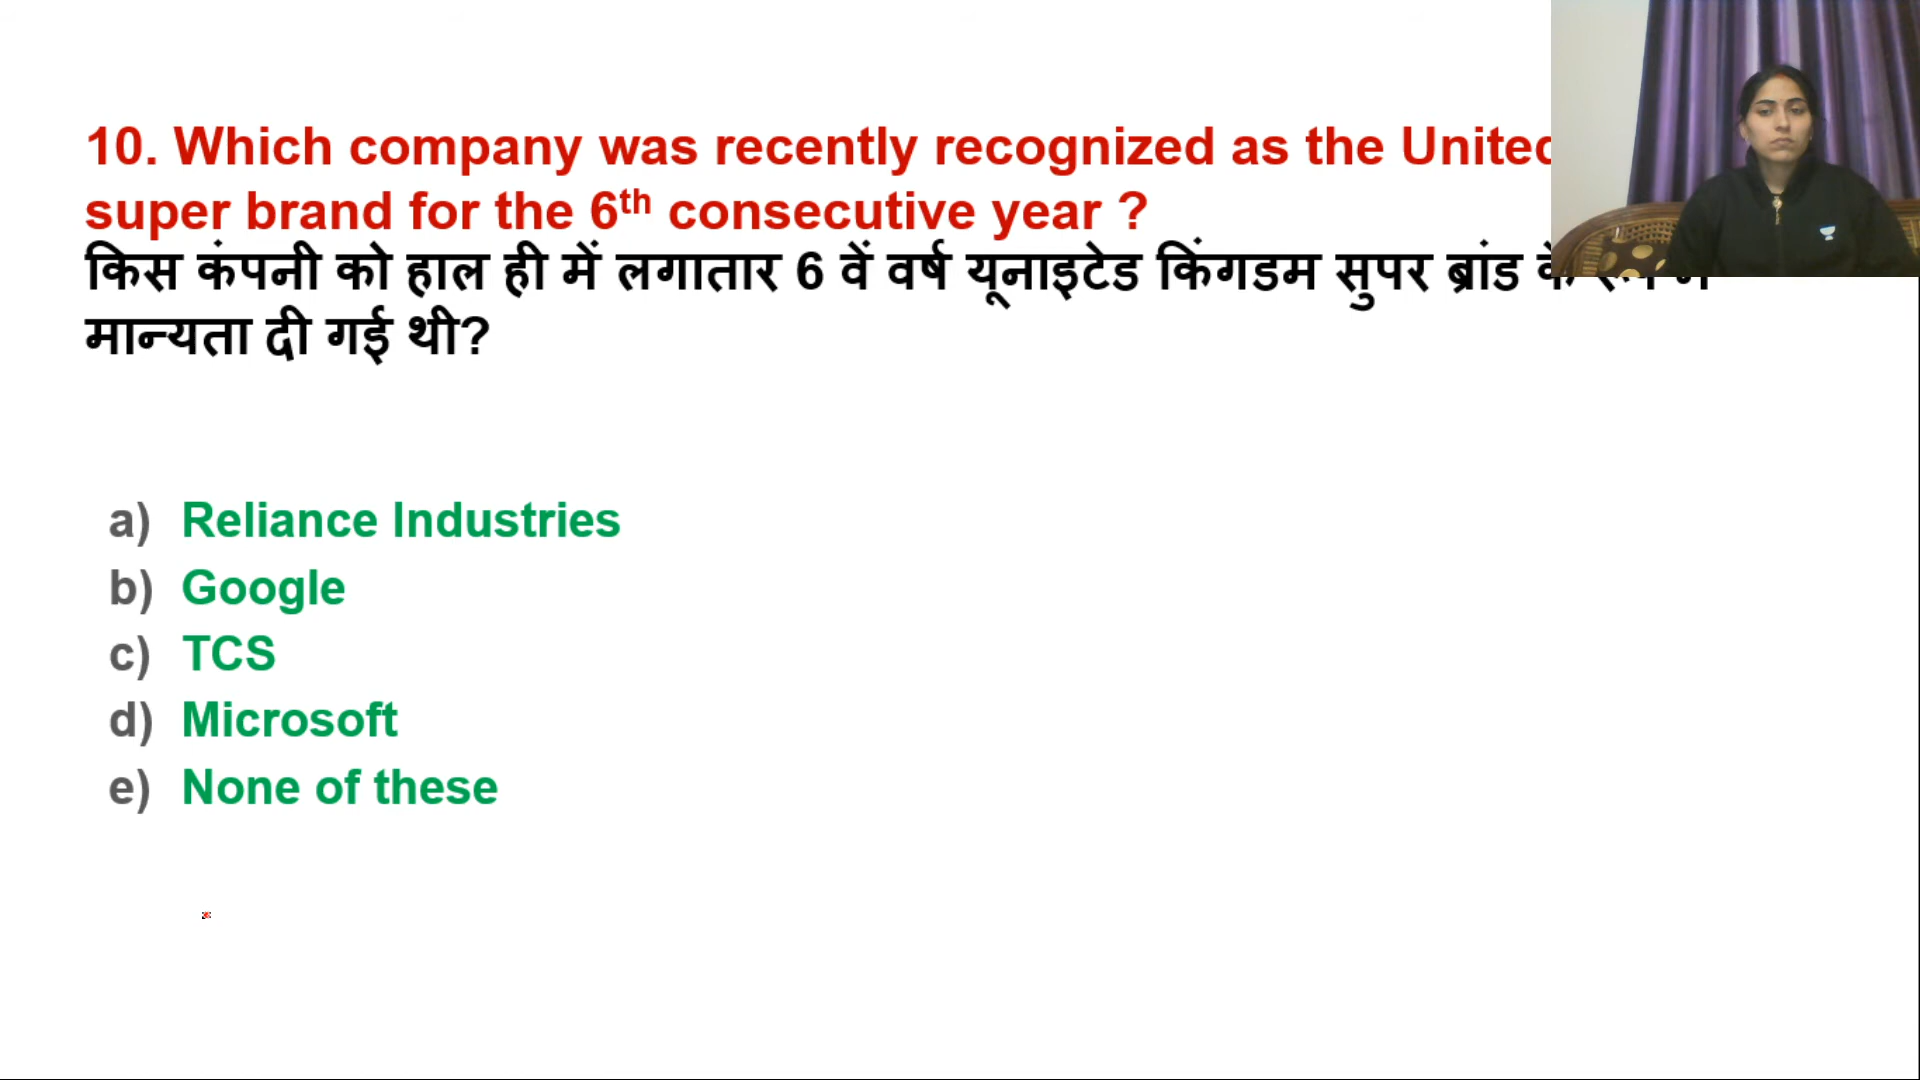 10. Which company was recently recognized as the United
super brand for the 6th consecutive year ?
किस कंपनी को हाल ही में लगातार 6 वें वर्ष यूनाइटेड किंगडम सुपर ब्रांड के
मान्यता दी गई थी?
a) Reliance Industries
b) Google
c) TCS
d) Microsoft
e) None of these